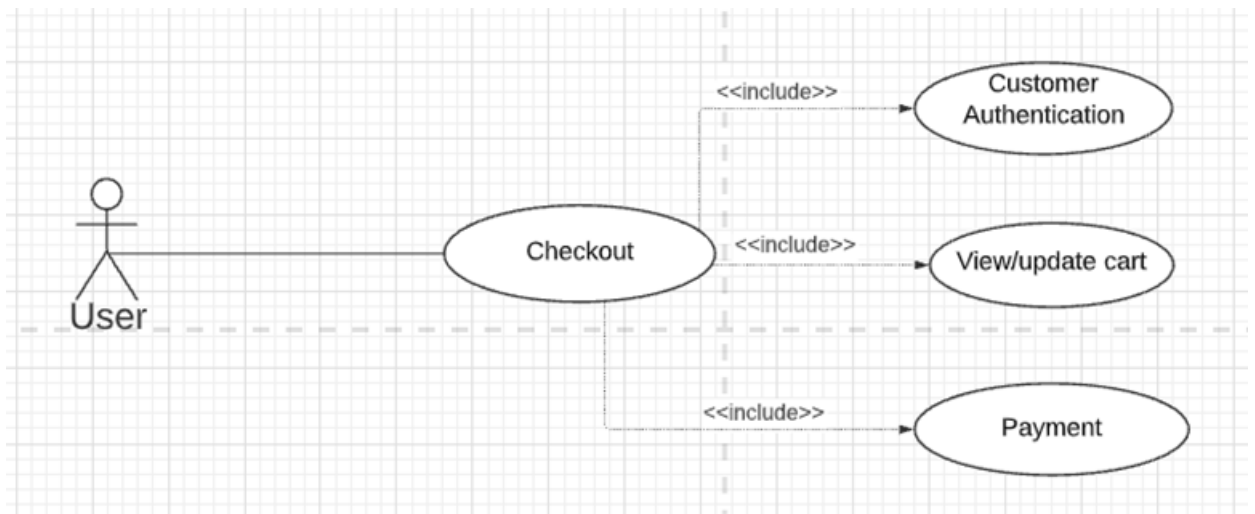 <<include>>
Customer
Authentication
Checkout
<<include>>
View/update cart
User
<<include>>
Payment